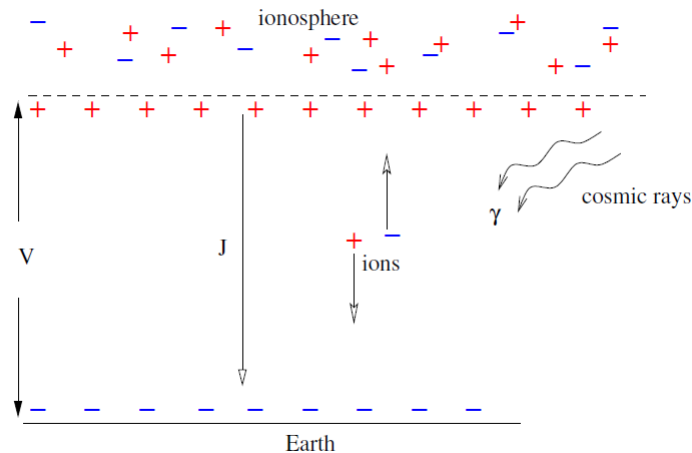 ionosphere
cosmic rays
γ
V
J
ions
Earth